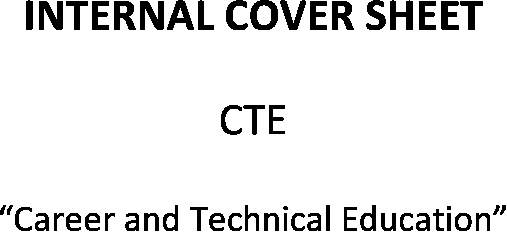 INTERNAL COVER SHEET
CTE
“Career and Technical Education”